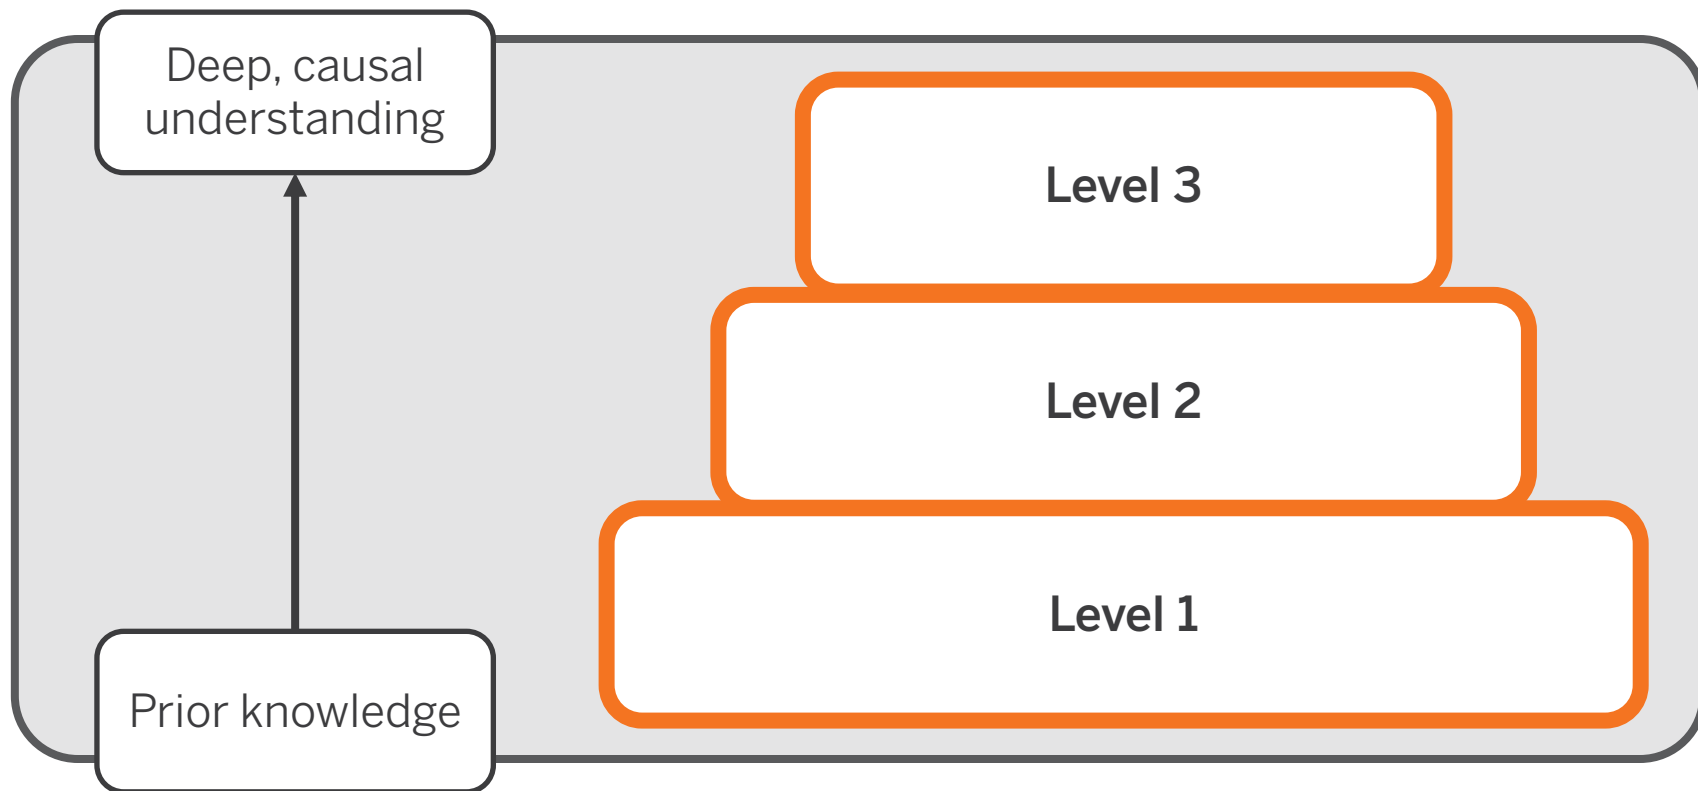 Deep, causal
understanding
Prior knowledge
Level 3
Level 2
Level 1